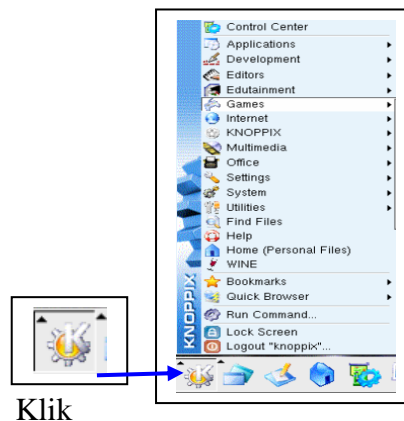 Control Center
Applications
Development
Editors
Edutainment
Games
Internet
KNOPPIX
Multimedia
Office
Settings
System
Utilities
Find Files
Help
Home (Personal Files)
WINE
Bookmarks
Quick Browser
Run Command...
Lock Screen
Logout "knoppix"...
KNOPPIX
Klik